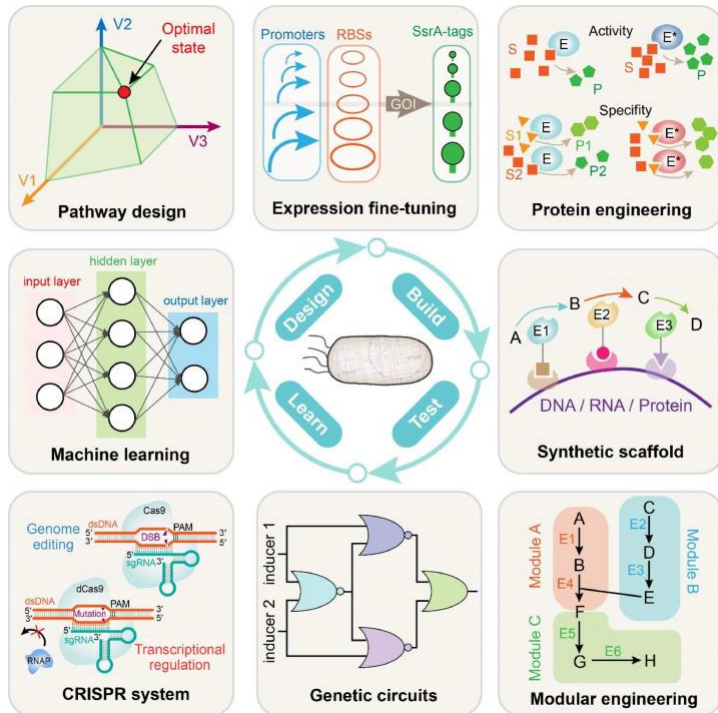 V2
Optimal
state
V3
V1
Pathway design
Promoters
RBSs
SsrA-tags
GOI
Expression fine-tuning
Activity
S
E
P
S
E*
P
Specifity
S1
E
P1
S2
E
P2
E*
E*
Protein engineering
input layer
hidden layer
output layer
Machine learning
Design
Build
Learn
Test
A
B
C
D
E1
E2
E3
DNA / RNA / Protein
Synthetic scaffold
Genome
editing
Cas9
dsDNA
PAM
5'
3'
DSB
3'
5'
5'
sgRNA
3'
dCas9
dsDNA
PAM
5'
3'
Mutation
3'
5'
5'
sgRNA
3'
RNAP
Transcriptional
regulation
CRISPR system
inducer 1
inducer 2
Genetic circuits
Module A
A
E1
B
E4
F
Module B
C
E2
D
E3
E
Module C
E5
G
E6
H
Modular engineering